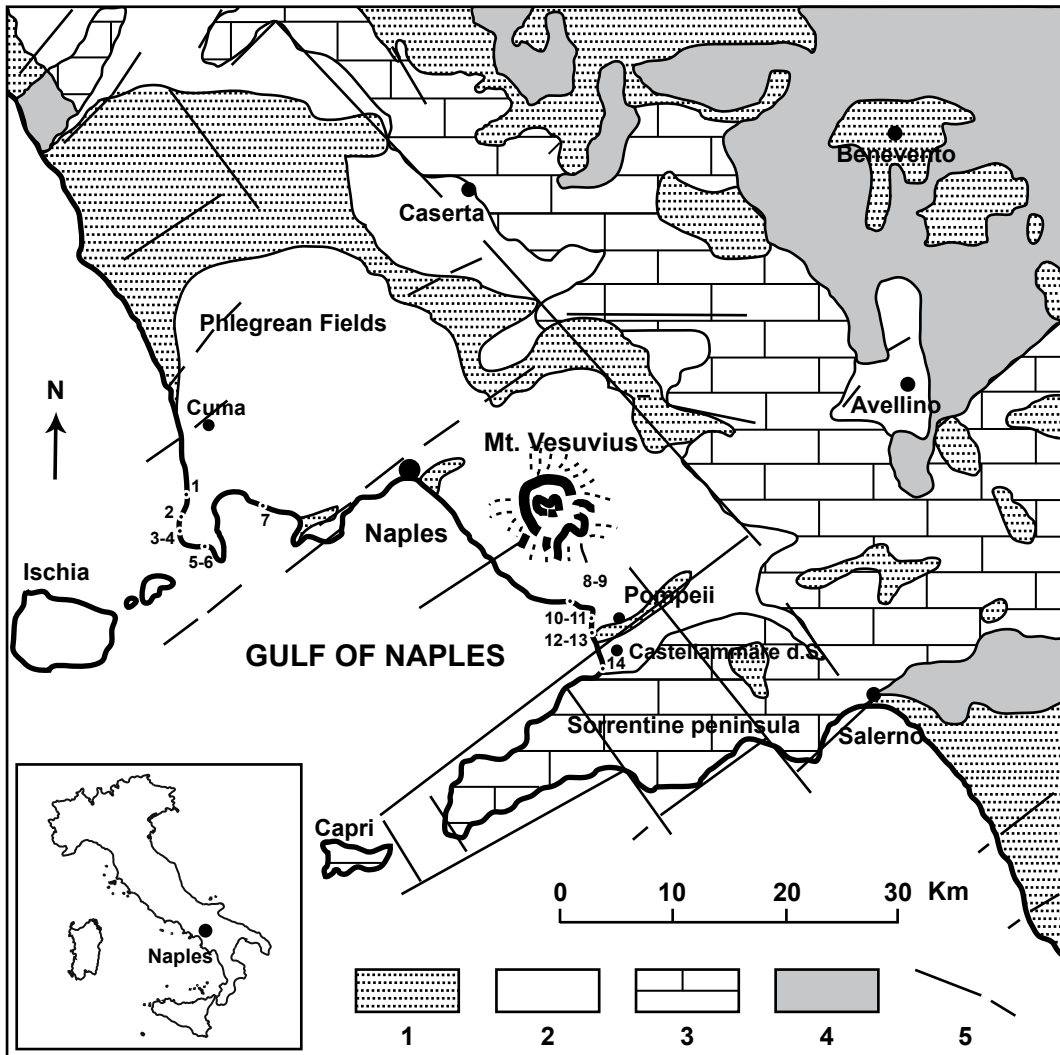 Benevento
Caserta
Phlegrean Fields
N
Cuma
Avellino
Mt. Vesuvius
1
2
7
3-4
Naples
5-6
Ischia
8-9
Pompeii
10-11
12-13
GULF OF NAPLES
Castellammare d.S.
14
Sorrentine peninsula
Salerno
Capri
0 10 20 30 Km
Naples
1 2 3 4 5